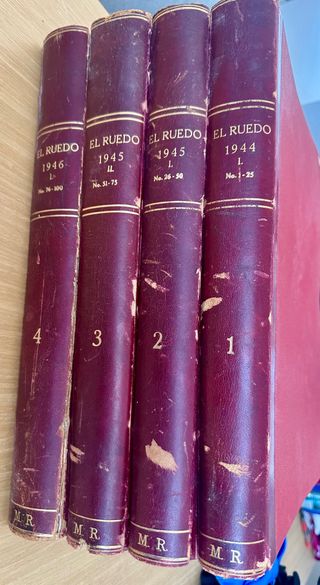 EL RUEDO
1946
I.
No. 76-100
4
M. R.
EL RUEDO
1945
II.
No. 51-75
3
M. R.
EL RUEDO
1945
I.
No. 26-50
2
M. R.
EL RUEDO
1944
I.
No. 1-25
1
M. R.